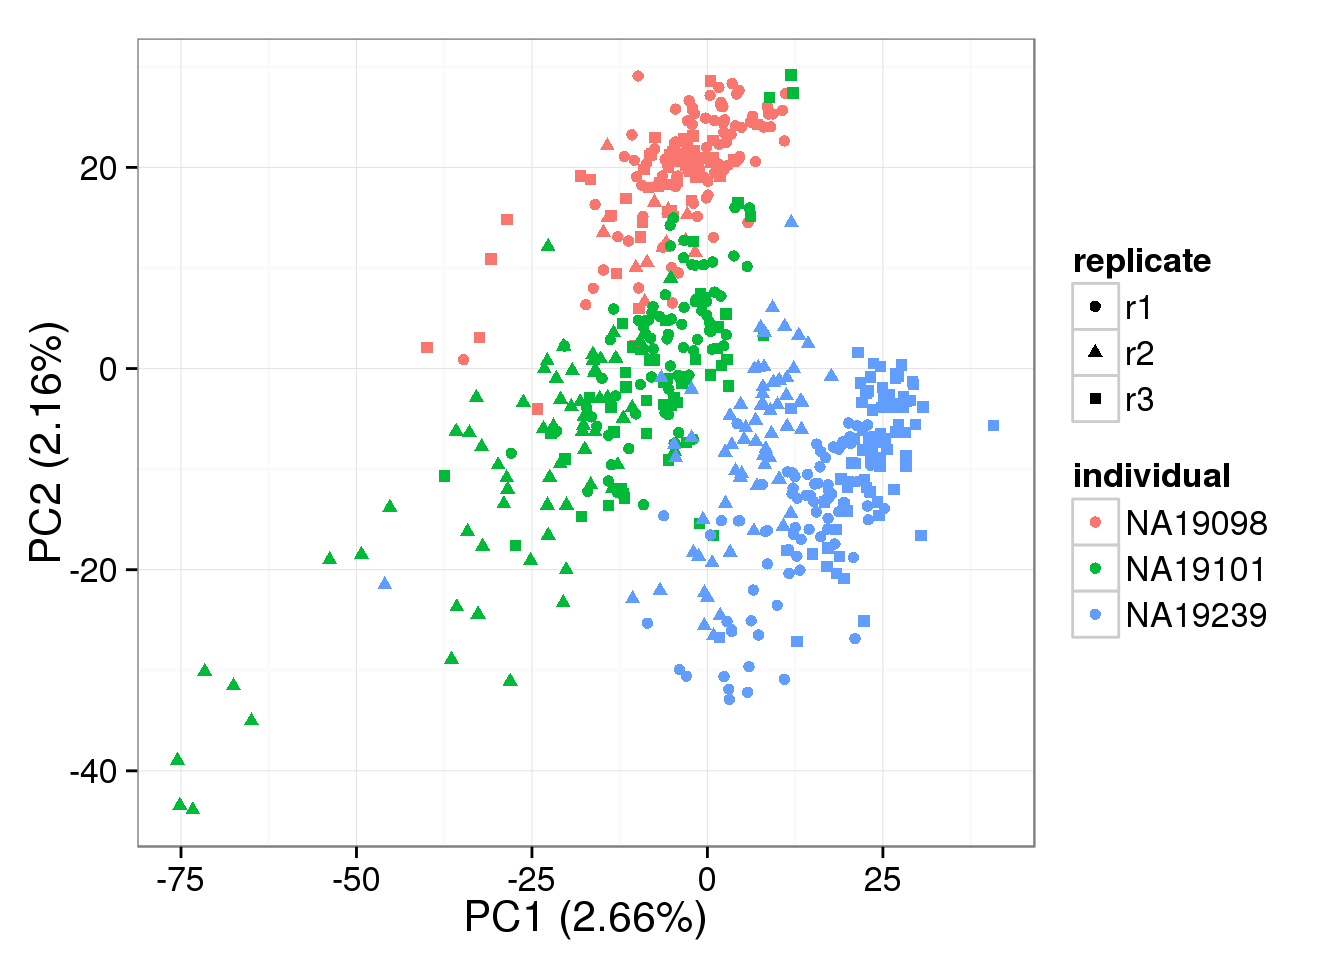 20
0
-20
-40
PC2 (2.16%)
-75
-50
-25
0
25
PC1 (2.66%)
replicate
r1
r2
r3
individual
NA19098
NA19101
NA19239